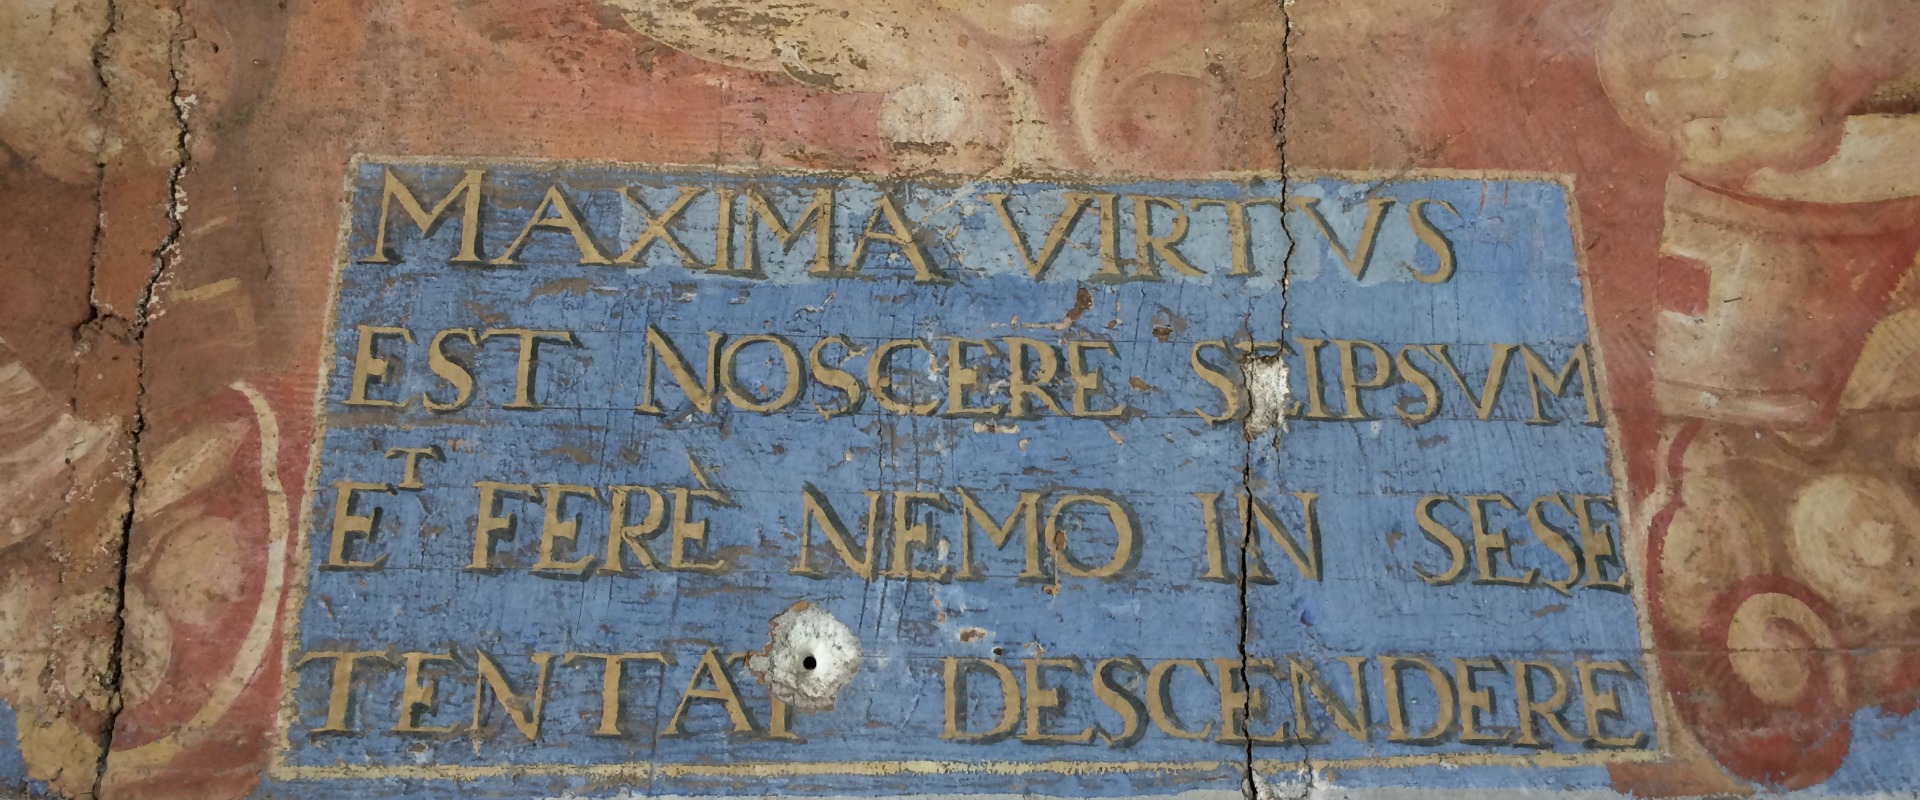 MAXIMA VIRTVS
EST NOSCERE SEIPSVM
ET FERÈ NEMO IN SESE
TENTAT DESCENDERE